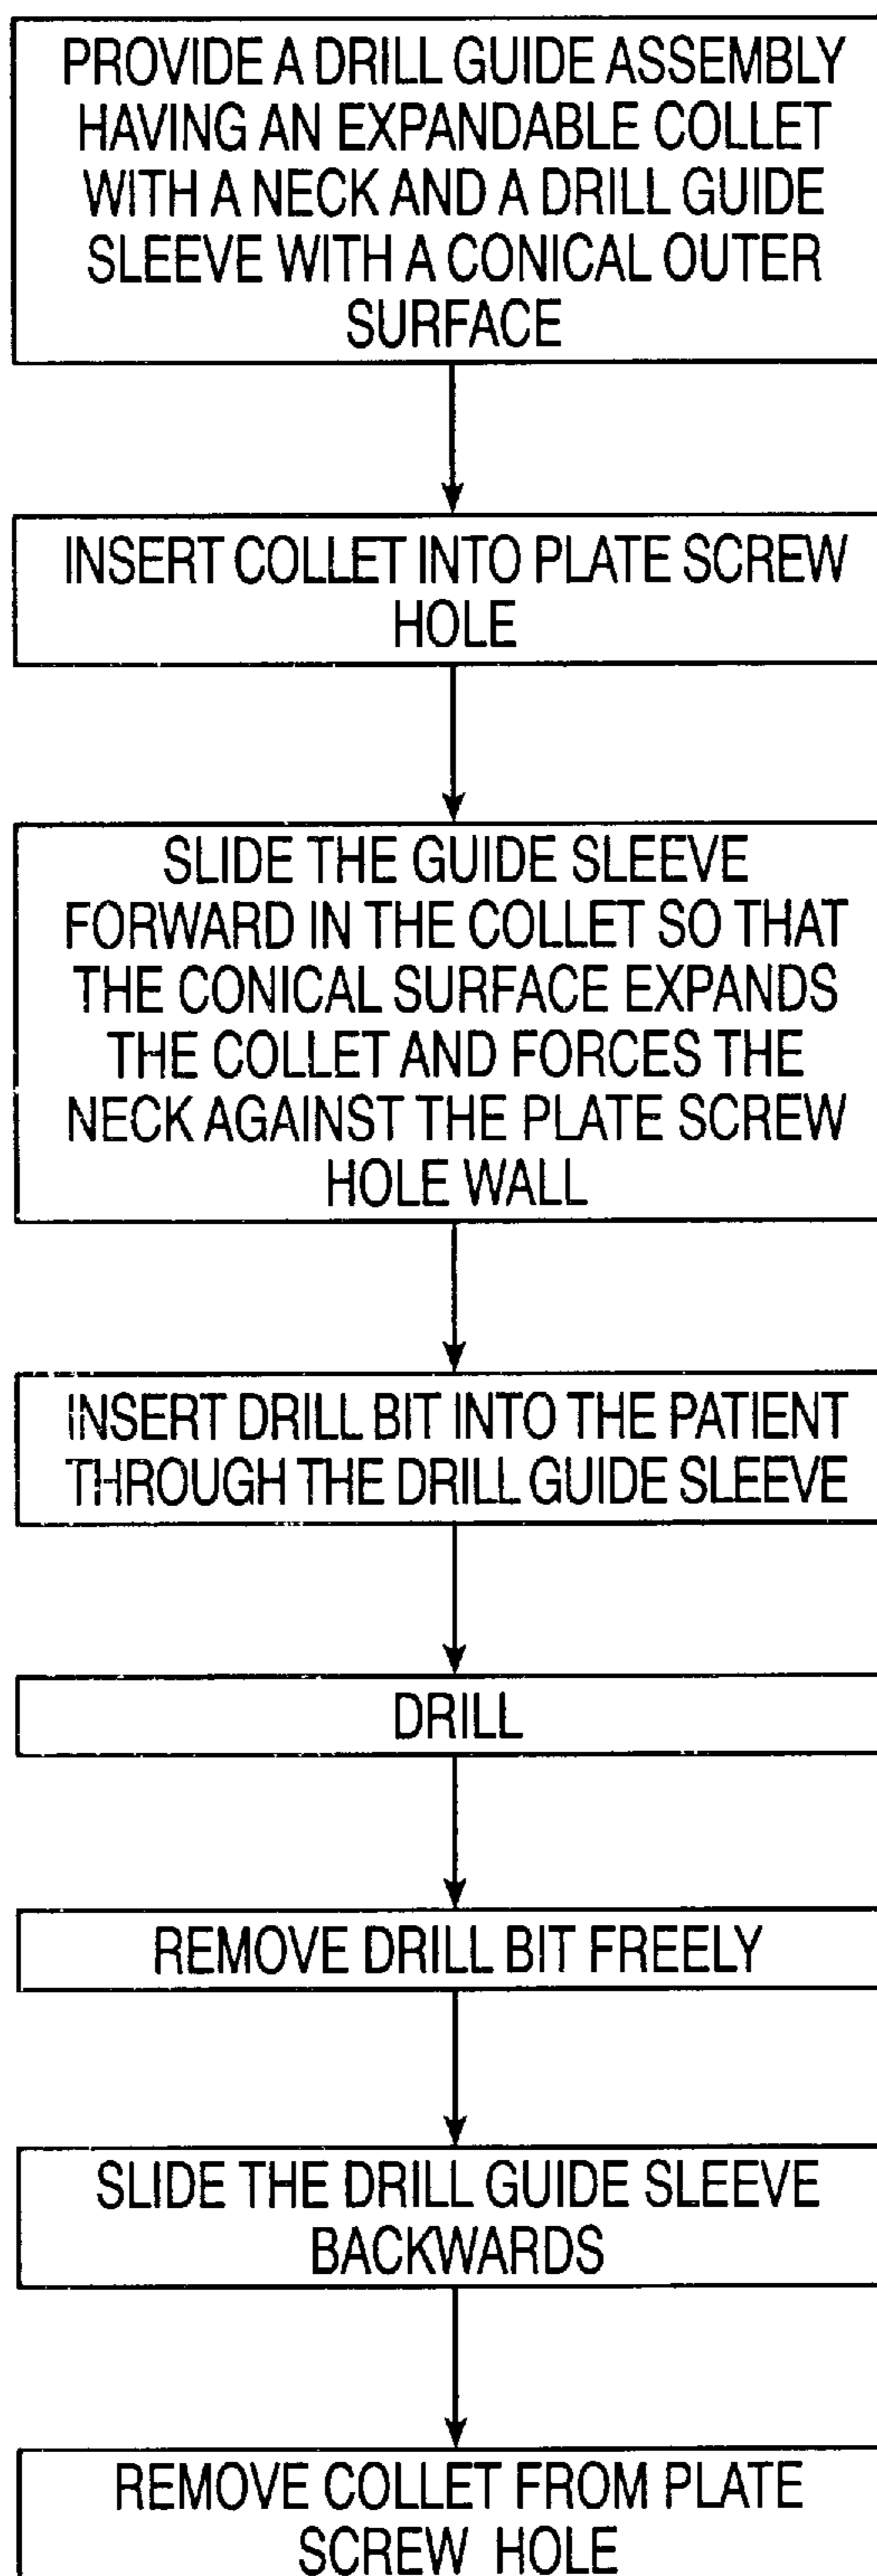 PROVIDE A DRILL GUIDE ASSEMBLY
HAVING AN EXPANDABLE COLLET
WITH A NECK AND A DRILL GUIDE
SLEEVE WITH A CONICAL OUTER
SURFACE
INSERT COLLET INTO PLATE SCREW
HOLE
SLIDE THE GUIDE SLEEVE
FORWARD IN THE COLLET SO THAT
THE CONICAL SURFACE EXPANDS
THE COLLET AND FORCES THE
NECK AGAINST THE PLATE SCREW
HOLE WALL
INSERT DRILL BIT INTO THE PATIENT
THROUGH THE DRILL GUIDE SLEEVE
DRILL
REMOVE DRILL BIT FREELY
SLIDE THE DRILL GUIDE SLEEVE
BACKWARDS
REMOVE COLLET FROM PLATE
SCREW HOLE